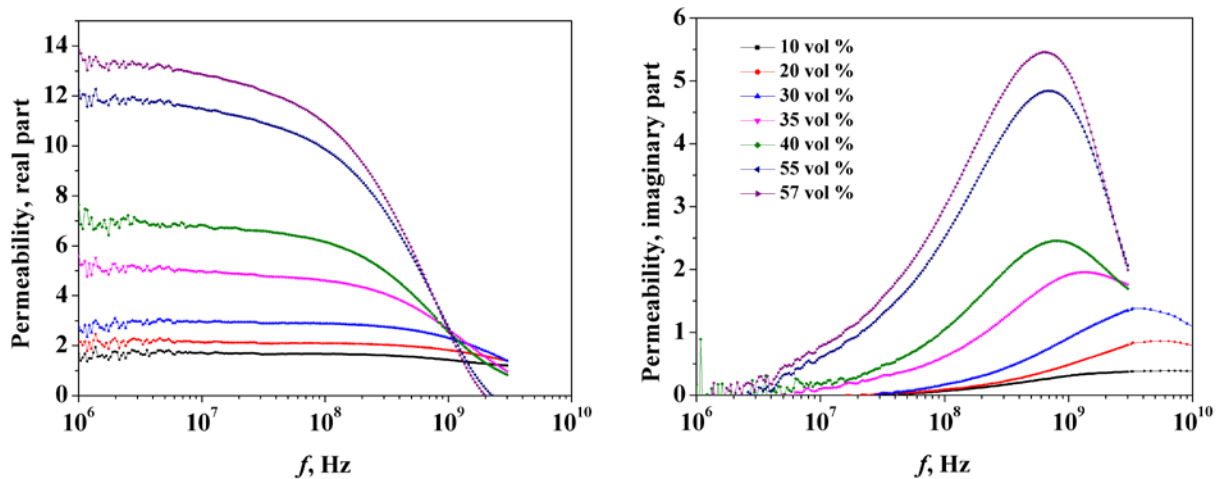 Permeability, real part
14
12
10
8
6
4
2
0
10^6
10^7
10^8
10^9
10^10
f, Hz
Permeability, imaginary part
6
5
4
3
2
1
0
10 vol %
20 vol %
30 vol %
35 vol %
40 vol %
55 vol %
57 vol %
10^6
10^7
10^8
10^9
10^10
f, Hz